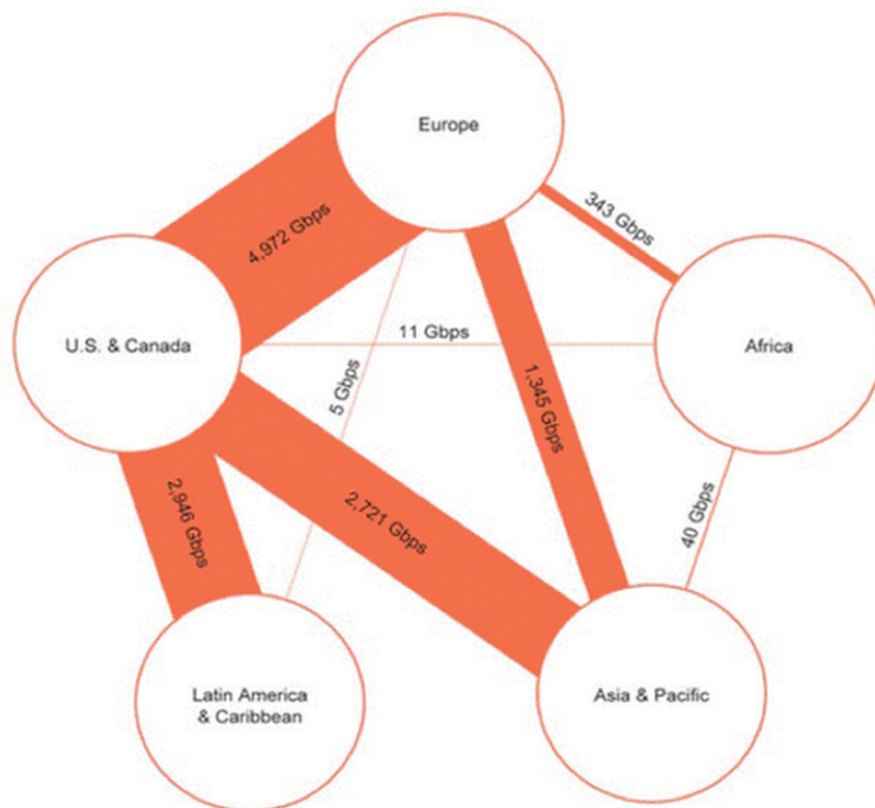 Europe
343 Gbps
4,972 Gbps
11 Gbps
U.S. & Canada
Africa
5 Gbps
1,345 Gbps
2,946 Gbps
2,721 Gbps
40 Gbps
Latin America
& Caribbean
Asia & Pacific